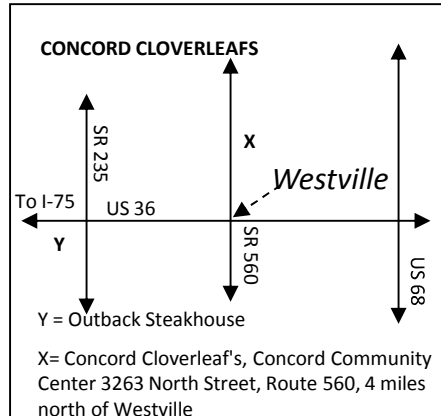 CONCORD CLOVERLEAFS
SR 235
X
Westville
To I-75
US 36
Y
SR 560
US 68
Y = Outback Steakhouse
X= Concord Cloverleaf's, Concord Community
Center 3263 North Street, Route 560, 4 miles
north of Westville